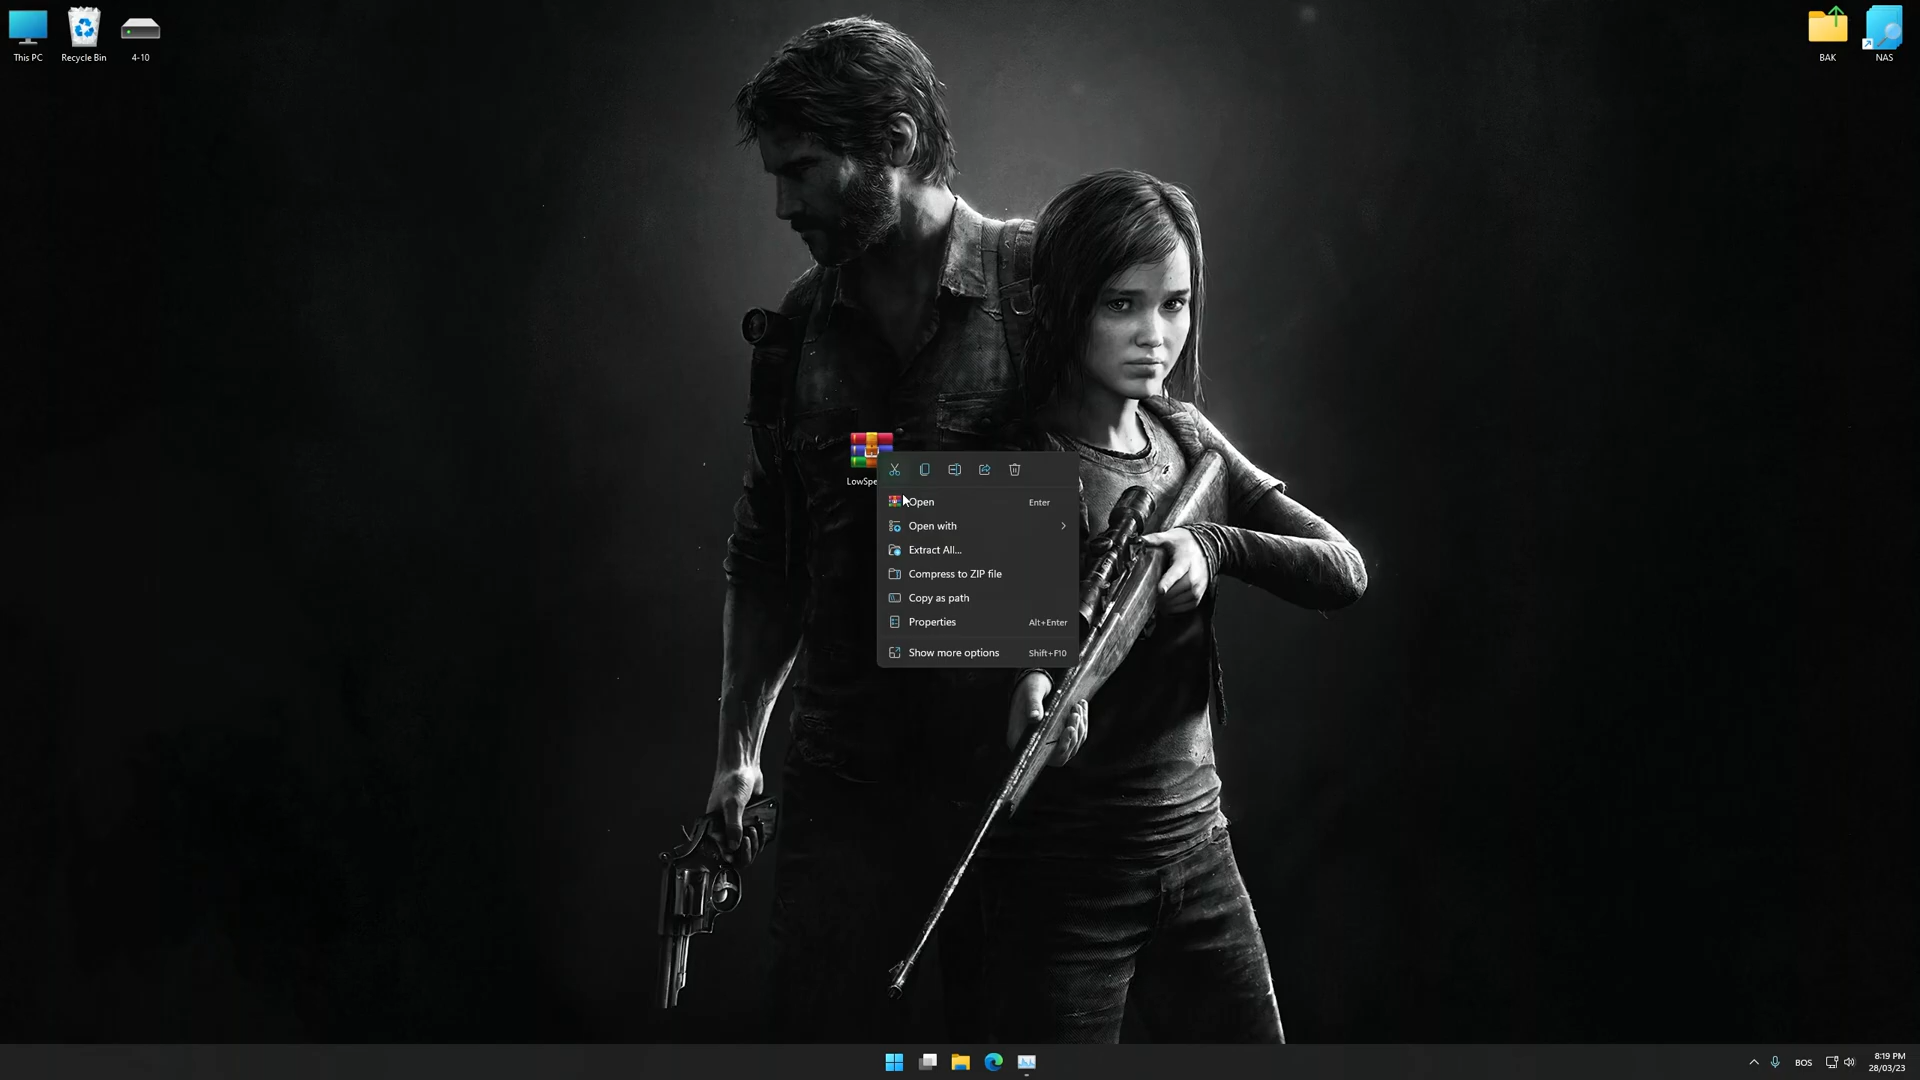 This PC
Recycle Bin
4-10
BAK
NAS
LowSpe
Open Enter
Open with
Extract All...
Compress to ZIP file
Copy as path
Properties Alt+Enter
Show more options Shift+F10
BOS
8:19 PM
28/03/23